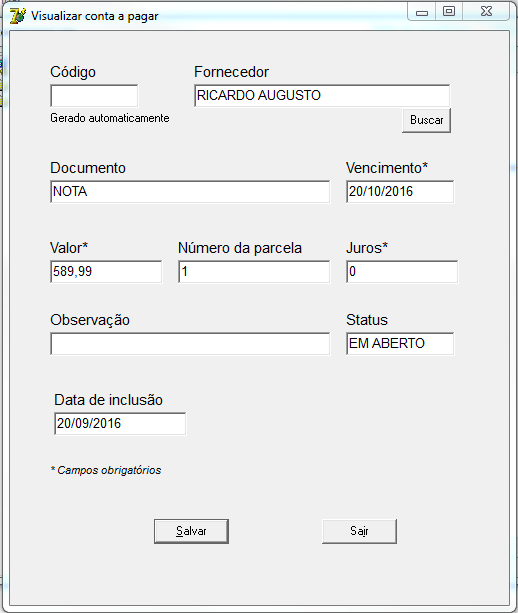 Visualizar conta a pagar
Código
Fornecedor
RICARDO AUGUSTO
Gerado automaticamente
Buscar
Documento
Vencimento*
NOTA
20/10/2016
Valor*
Número da parcela
Juros*
589,99
1
0
Observação
Status
EM ABERTO
Data de inclusão
20/09/2016
* Campos obrigatórios
Salvar
Sair